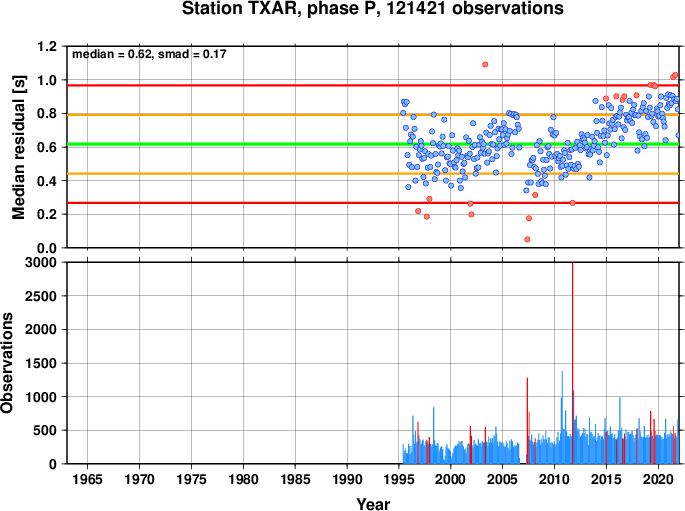 Station TXAR, phase P, 121421 observations
1.2
1.0
0.8
0.6
0.4
0.2
0.0
Median residual [s]
median = 0.62, smad = 0.17
3000
2500
2000
1500
1000
500
0
Observations
1965 1970 1975 1980 1985 1990 1995 2000 2005 2010 2015 2020
Year